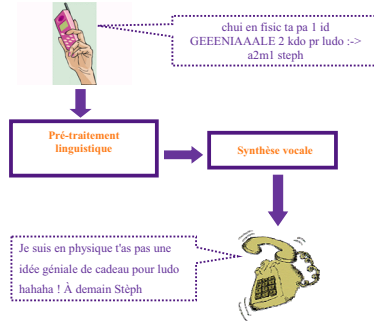 chui en fisic ta pa 1 id
GEEENIAAALE 2 kdo pr ludo :->
a2m1 steph
Pré-traitement
linguistique
Synthèse vocale
Je suis en physique t'as pas une
idée géniale de cadeau pour ludo
hahaha ! À demain Stèph